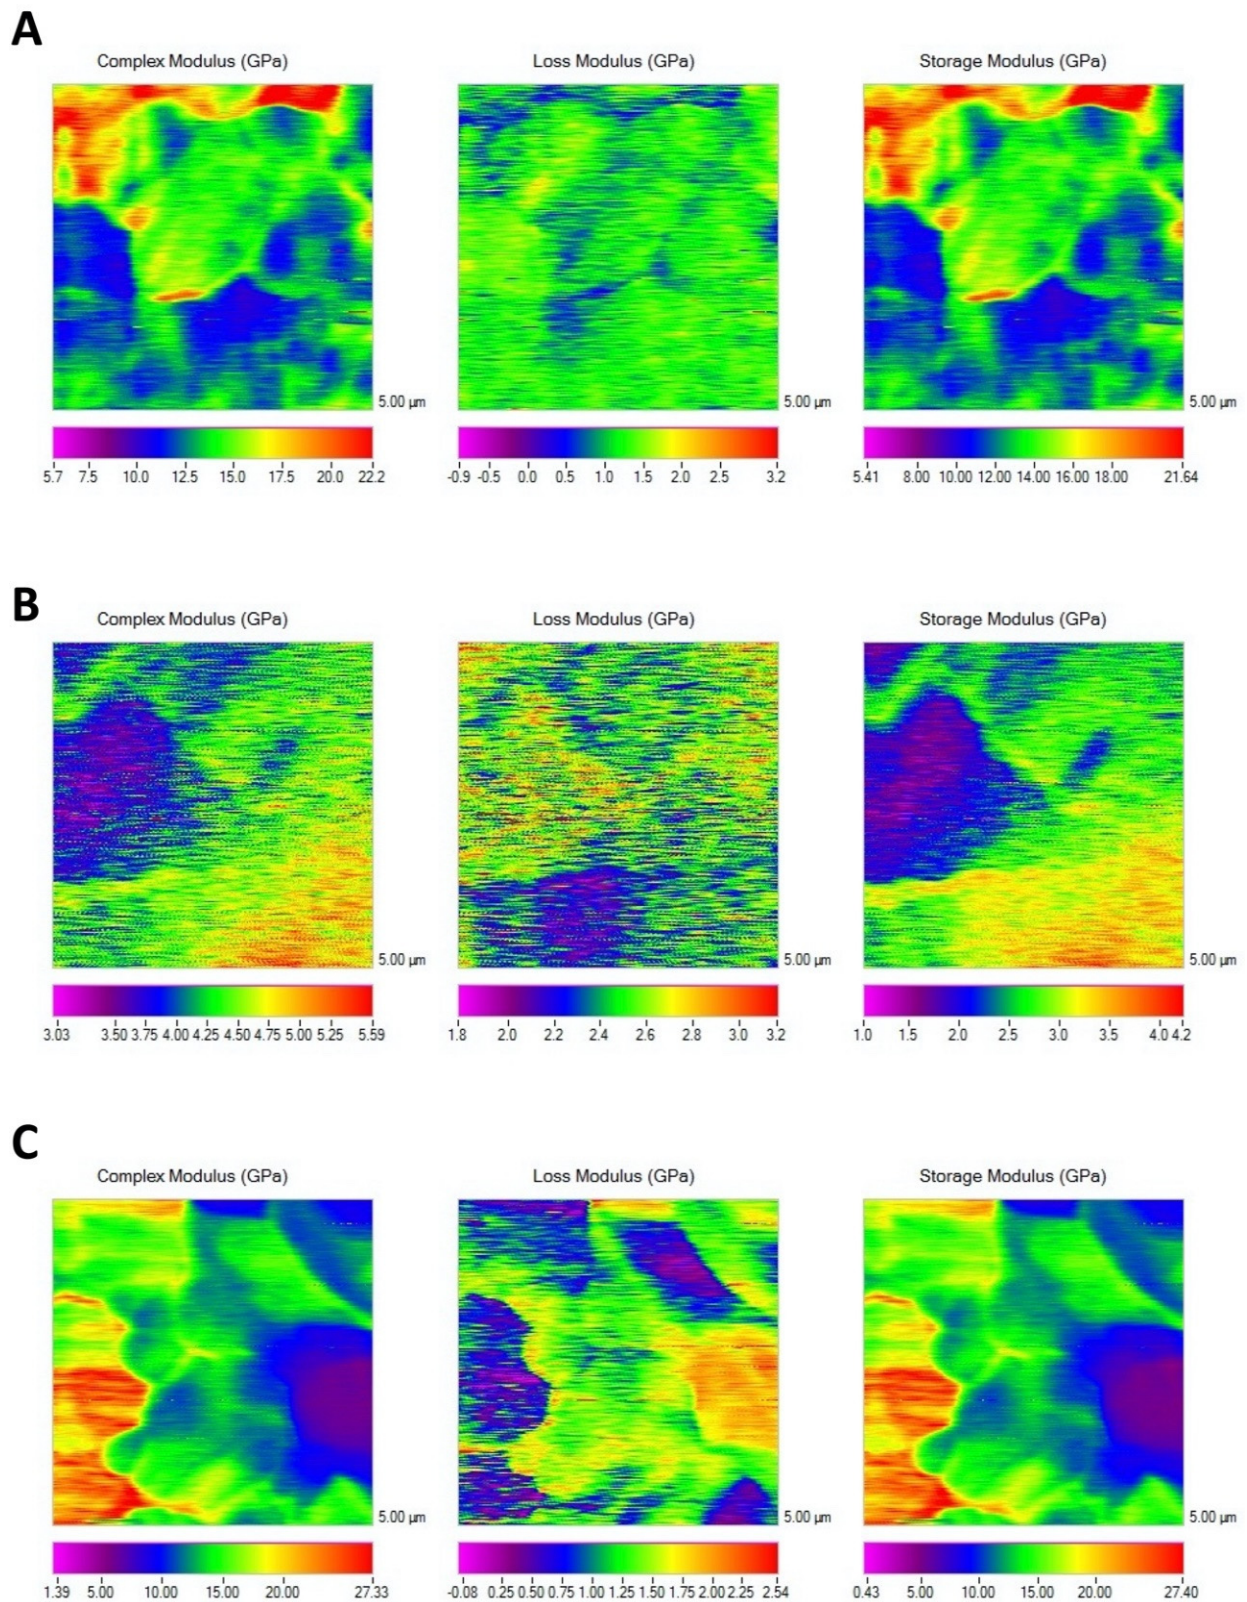 A
Complex Modulus (GPa) Loss Modulus (GPa) Storage Modulus (GPa)
5.00 µm 5.00 µm 5.00 µm
5.7 7.5 10.0 12.5 15.0 17.5 20.0 22.2 -0.9 -0.5 0.0 0.5 1.0 1.5 2.0 2.5 3.2 5.41 8.00 10.00 12.00 14.00 16.00 18.00 21.64
B
Complex Modulus (GPa) Loss Modulus (GPa) Storage Modulus (GPa)
5.00 µm 5.00 µm 5.00 µm
3.03 3.50 3.75 4.00 4.25 4.50 4.75 5.00 5.25 5.59 1.8 2.0 2.2 2.4 2.6 2.8 3.0 3.2 1.0 1.5 2.0 2.5 3.0 3.5 4.0 4.2
C
Complex Modulus (GPa) Loss Modulus (GPa) Storage Modulus (GPa)
5.00 µm 5.00 µm 5.00 µm
1.39 5.00 10.00 15.00 20.00 27.33 -0.08 0.25 0.50 0.75 1.00 1.25 1.50 1.75 2.00 2.25 2.54 0.43 5.00 10.00 15.00 20.00 27.40